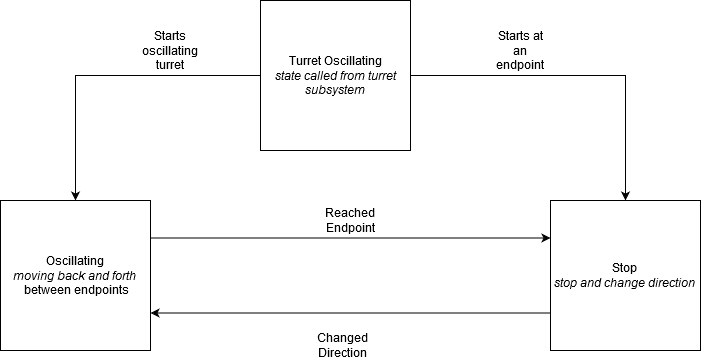 Starts
oscillating
turret
Turret Oscillating
state called from turret
subsystem
Starts at
an
endpoint
Oscillating
moving back and forth
between endpoints
Reached
Endpoint
Stop
stop and change direction
Changed
Direction